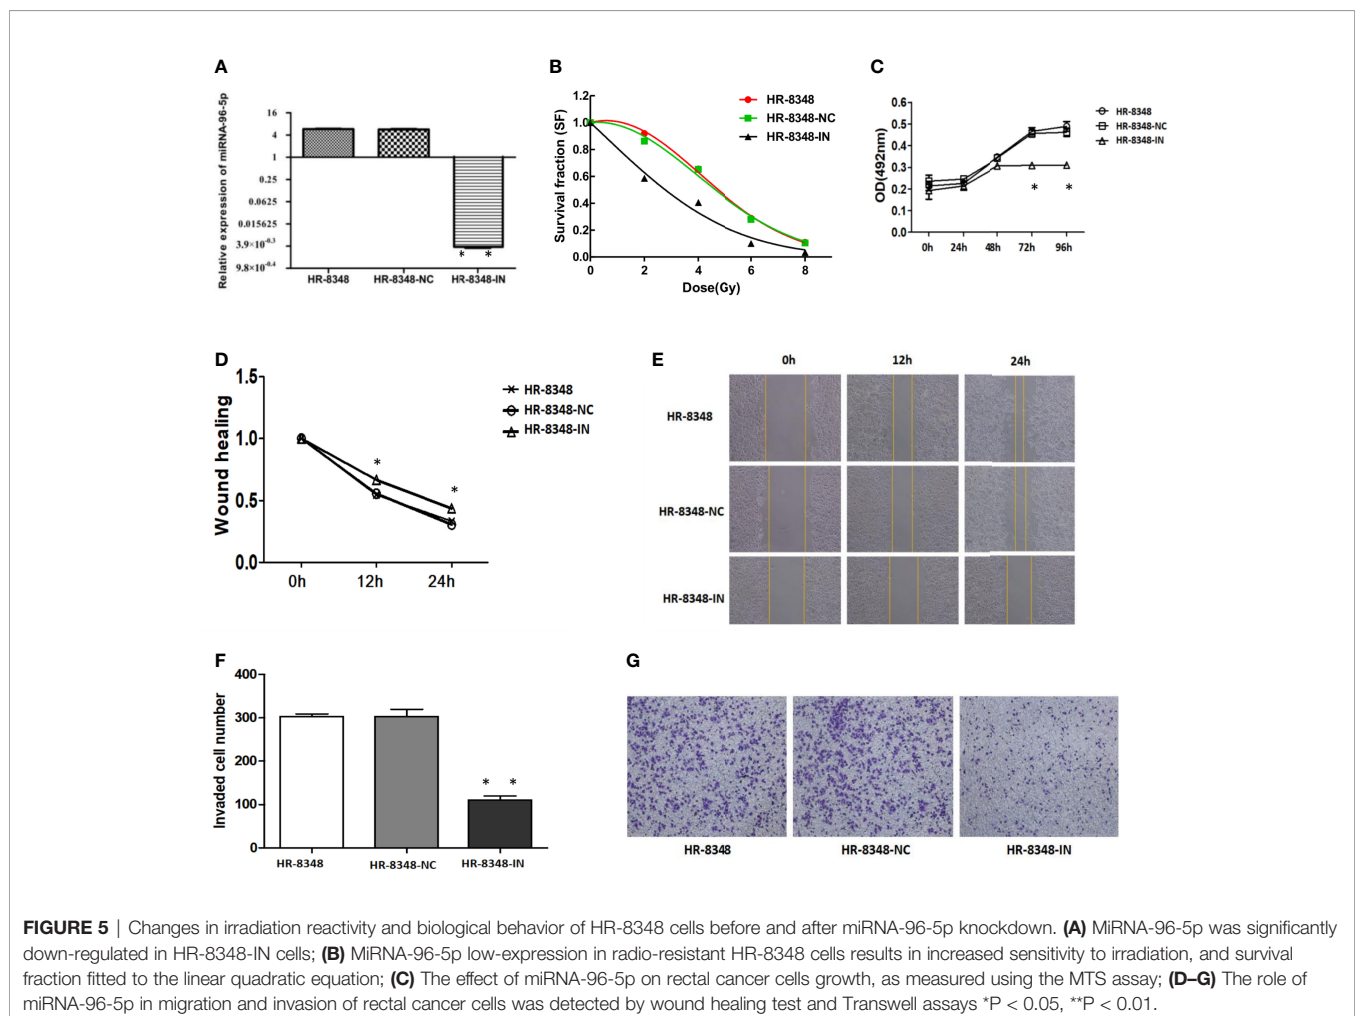 A
Relative expression of miRNA-96-5p
16
4
1
0.25
0.0625
0.015625
3.9×10⁻⁰·³
9.8×10⁻⁰·⁴
* *
HR-8348 HR-8348-NC HR-8348-IN
B
Survival fraction (SF)
1.2
1.0
0.8
0.6
0.4
0.2
0.0
0 2 4 6 8
Dose(Gy)
HR-8348
HR-8348-NC
HR-8348-IN
C
OD(492nm)
0.6
0.5
0.4
0.3
0.2
0.1
0.0
0h 24h 48h 72h 96h
* *
HR-8348
HR-8348-NC
HR-8348-IN
D
Wound healing
1.5
1.0
0.5
0.0
0h 12h 24h
*
*
HR-8348
HR-8348-NC
HR-8348-IN
E
0h 12h 24h
HR-8348
HR-8348-NC
HR-8348-IN
F
Invaded cell number
400
300
200
100
0
* *
HR-8348 HR-8348-NC HR-8348-IN
G
HR-8348 HR-8348-NC HR-8348-IN
FIGURE 5 | Changes in irradiation reactivity and biological behavior of HR-8348 cells before and after miRNA-96-5p knockdown. (A) MiRNA-96-5p was significantly
down-regulated in HR-8348-IN cells; (B) MiRNA-96-5p low-expression in radio-resistant HR-8348 cells results in increased sensitivity to irradiation, and survival
fraction fitted to the linear quadratic equation; (C) The effect of miRNA-96-5p on rectal cancer cells growth, as measured using the MTS assay; (D–G) The role of
miRNA-96-5p in migration and invasion of rectal cancer cells was detected by wound healing test and Transwell assays *P < 0.05, **P < 0.01.